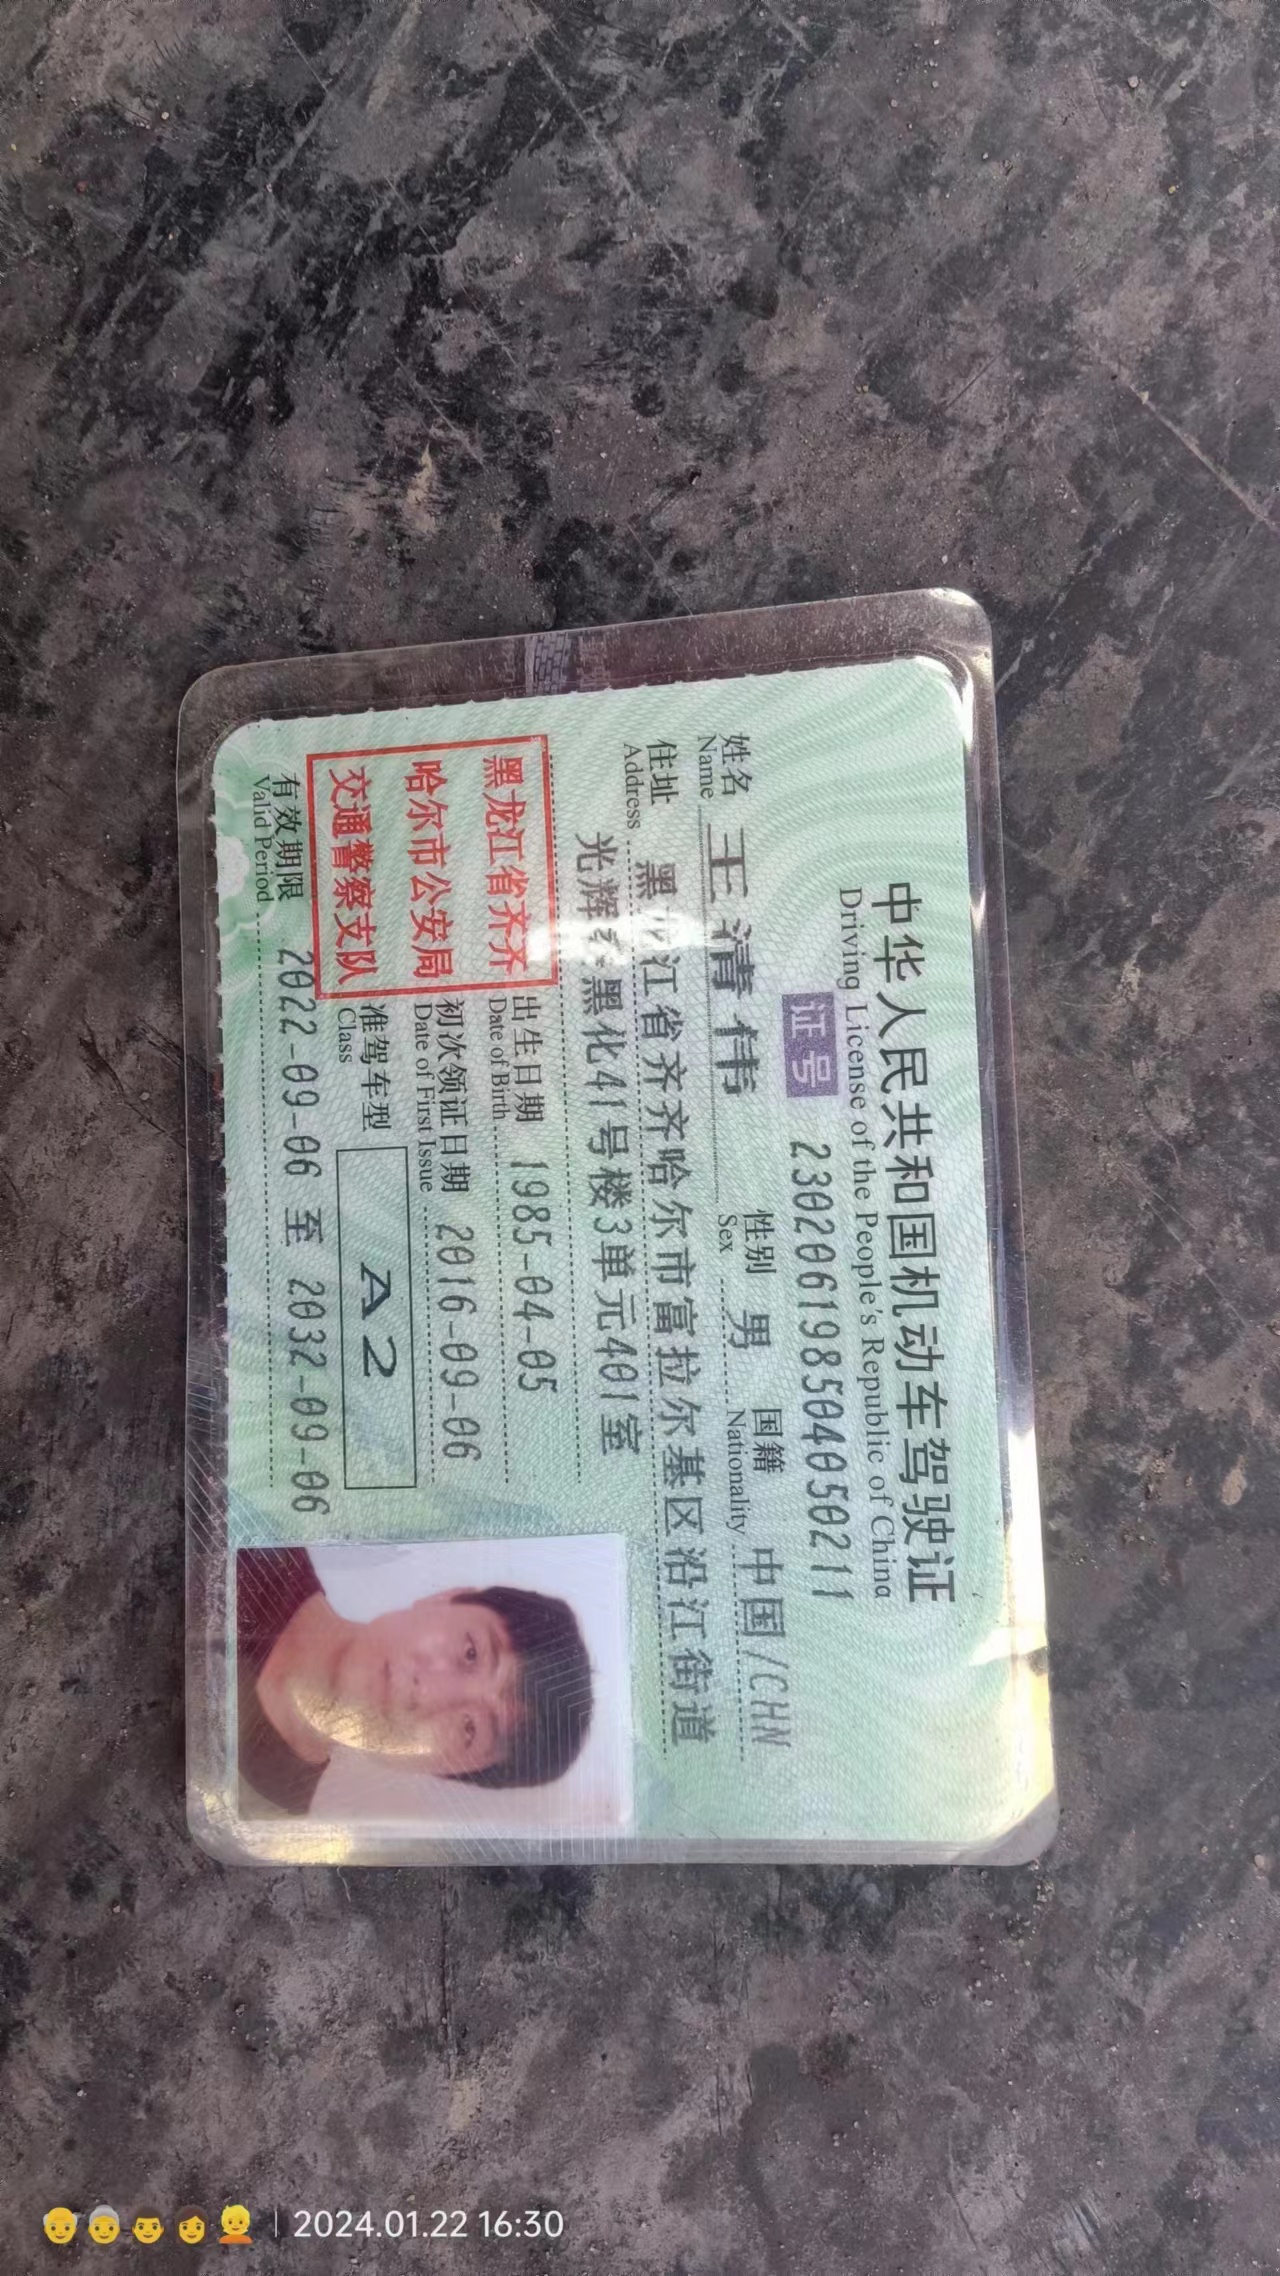 中华人民共和国机动车驾驶证
Driving License of the People's Republic of China
证号 230206198504050211
姓名 王清伟 性别 男 国籍 中国/CHN
Name Sex Nationality
住址 黑龙江省齐齐哈尔市富拉尔基区沿江街道
Address
光辉委黑化41号楼3单元401室
黑龙江省齐齐
哈尔市公安局
交通警察支队
出生日期 1985-04-05
Date of Birth
初次领证日期 2016-09-06
Date of First Issue
准驾车型 A2
Class
有效期限 2022-09-06 至 2032-09-06
Valid Period
2024.01.22 16:30